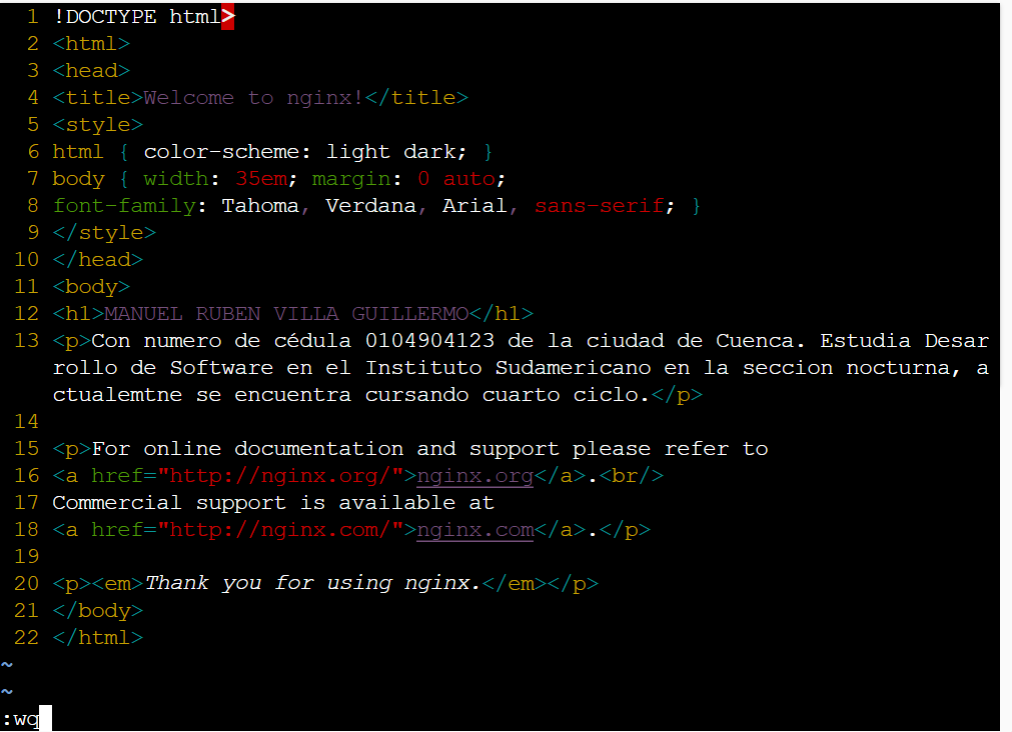 1 !DOCTYPE html>
2 <html>
3 <head>
4 <title>Welcome to nginx!</title>
5 <style>
6 html { color-scheme: light dark; }
7 body { width: 35em; margin: 0 auto;
8 font-family: Tahoma, Verdana, Arial, sans-serif; }
9 </style>
10 </head>
11 <body>
12 <h1>MANUEL RUBEN VILLA GUILLERMO</h1>
13 <p>Con numero de cédula 0104904123 de la ciudad de Cuenca. Estudia Desar
rollo de Software en el Instituto Sudamericano en la seccion nocturna, a
ctualemtne se encuentra cursando cuarto ciclo.</p>
14
15 <p>For online documentation and support please refer to
16 <a href="http://nginx.org/">nginx.org</a>.<br/>
17 Commercial support is available at
18 <a href="http://nginx.com/">nginx.com</a>.</p>
19
20 <p><em>Thank you for using nginx.</em></p>
21 </body>
22 </html>
~
~
:wq